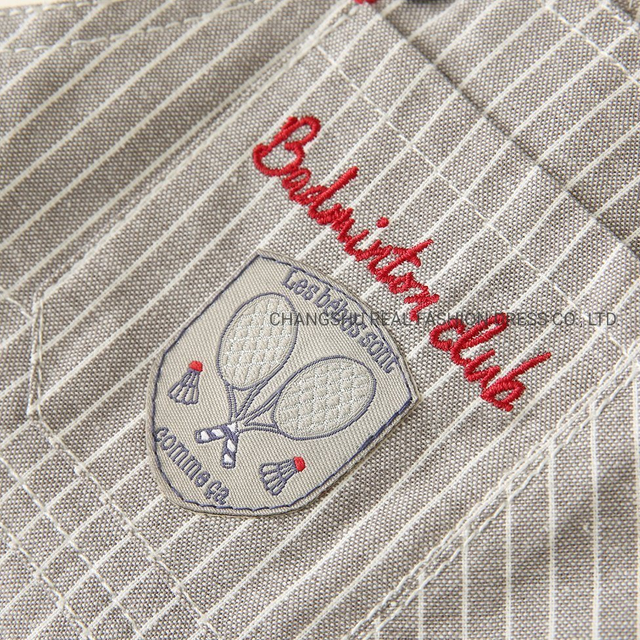 Badminton club
Les bébés sont
CHANGSHU REAL FASHION DRESS CO., LTD
comme ça